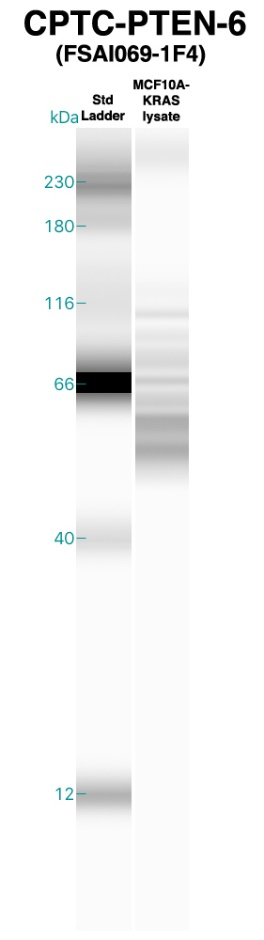 CPTC-PTEN-6
(FSAI069-1F4)
MCF10A-
KRAS
lysate
Std
Ladder
kDa
230
180
116
66
40
12